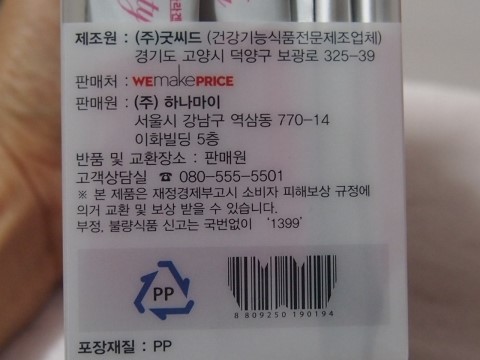 제조원 : (주)굿씨드 (건강기능식품전문제조업체)
경기도 고양시 덕양구 보광로 325-39
판매처 : WEmakePRICE
판매원 : (주) 하나마이
서울시 강남구 역삼동 770-14
이화빌딩 5층
반품 및 교환장소 : 판매원
고객상담실 ☎ 080-555-5501
※ 본 제품은 재정경제부고시 소비자 피해보상 규정에
의거 교환 및 보상 받을 수 있습니다.
부정, 불량식품 신고는 국번없이 '1399'
PP
8 809250 190194
포장재질 : PP